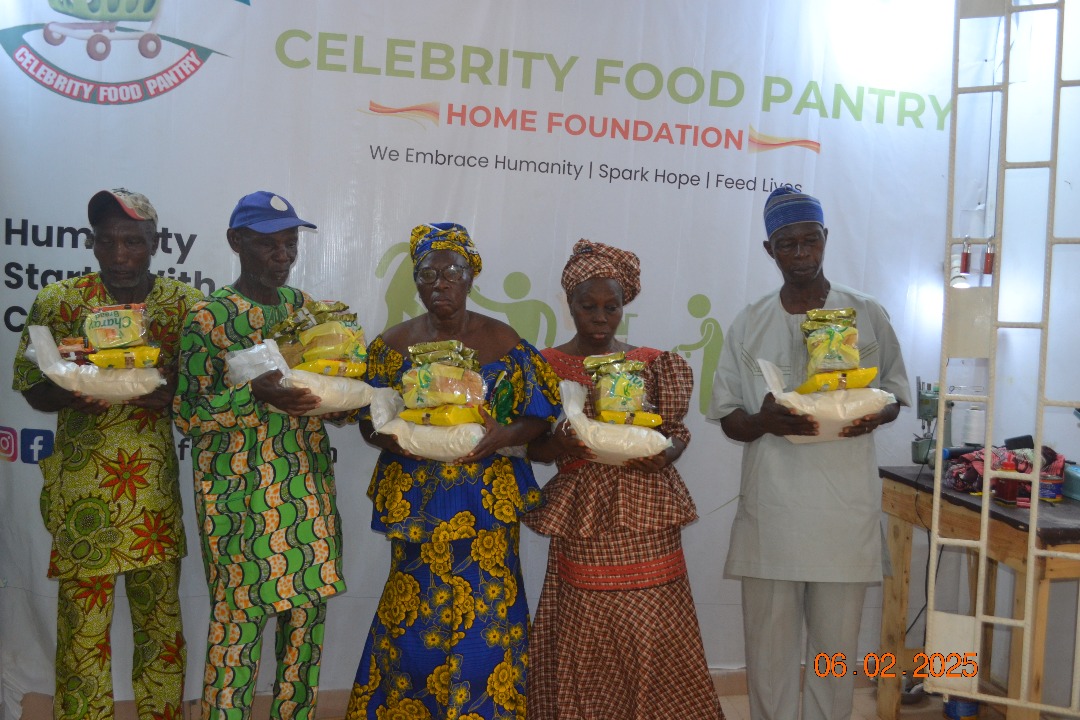 CELEBRITY FOOD PANTRY
CELEBRITY FOOD PANTRY
HOME FOUNDATION
We Embrace Humanity | Spark Hope | Feed Lives
06.02.2025